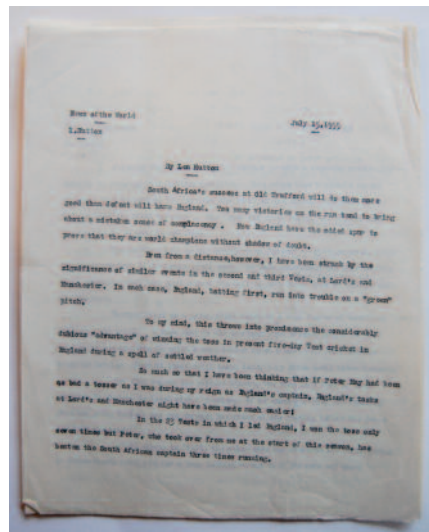 News of the World
July 15, 1955
L.Hutton
By Len Hutton
South Africa's success at Old Trafford will do them more
good than defeat will harm England. Too many victories on the run tend to bring
about a mistaken sense of complacency. Now England have the added spur to
prove that they are world champions without shadow of doubt.
Even from a distance,however, I have been struck by the
significance of similar events in the second and third Tests, at Lord's and
Manchester. In each case, England, batting first, ran into trouble on a "green"
pitch.
To my mind, this throws into prominence the considerably
dubious "advantage" of winning the toss in present five-day Test cricket in
England during a spell of settled weather.
So much so that I have been thinking that if Peter May had been
as bad a tosser as I was during my reign as England's captain, England's tasks
at Lord's and Manchester might have been made much easier!
In the 23 Tests in which I led England, I won the toss only
seven times but Peter, who took over from me at the start of this season, has
beaten the South African captain three times running.